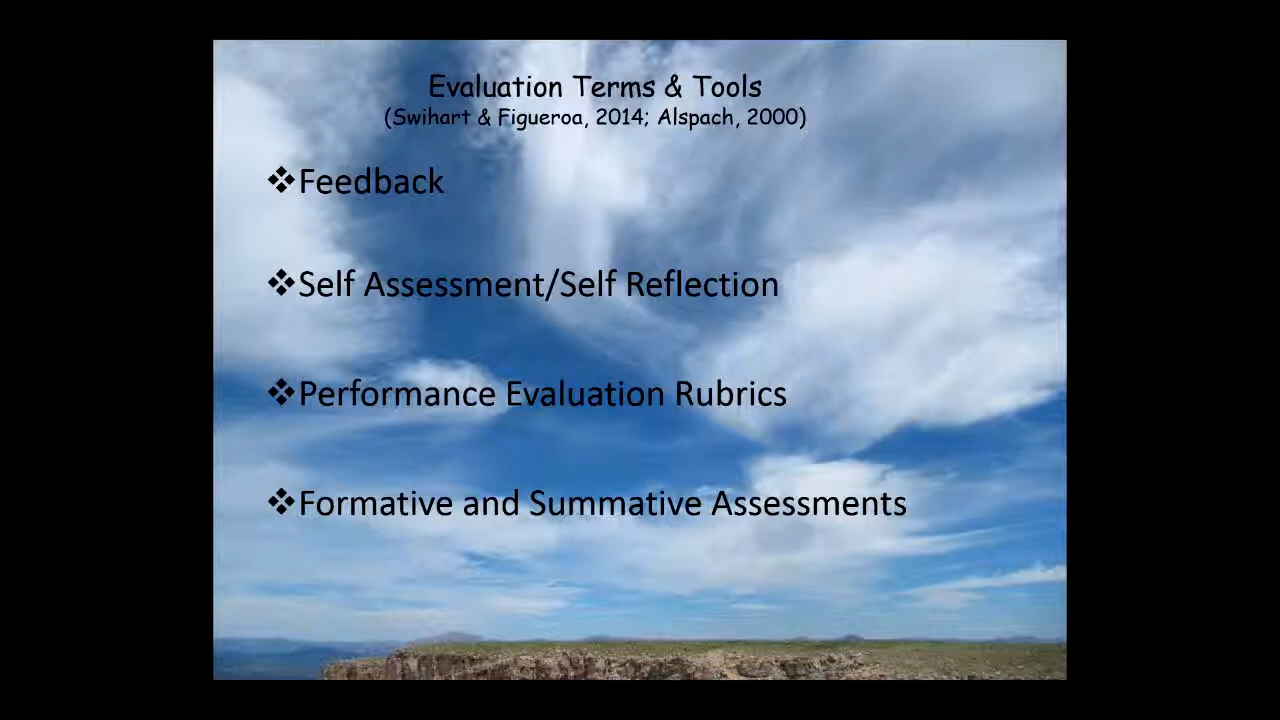 Evaluation Terms & Tools
(Swihart & Figueroa, 2014; Alspach, 2000)
❖Feedback
❖Self Assessment/Self Reflection
❖Performance Evaluation Rubrics
❖Formative and Summative Assessments